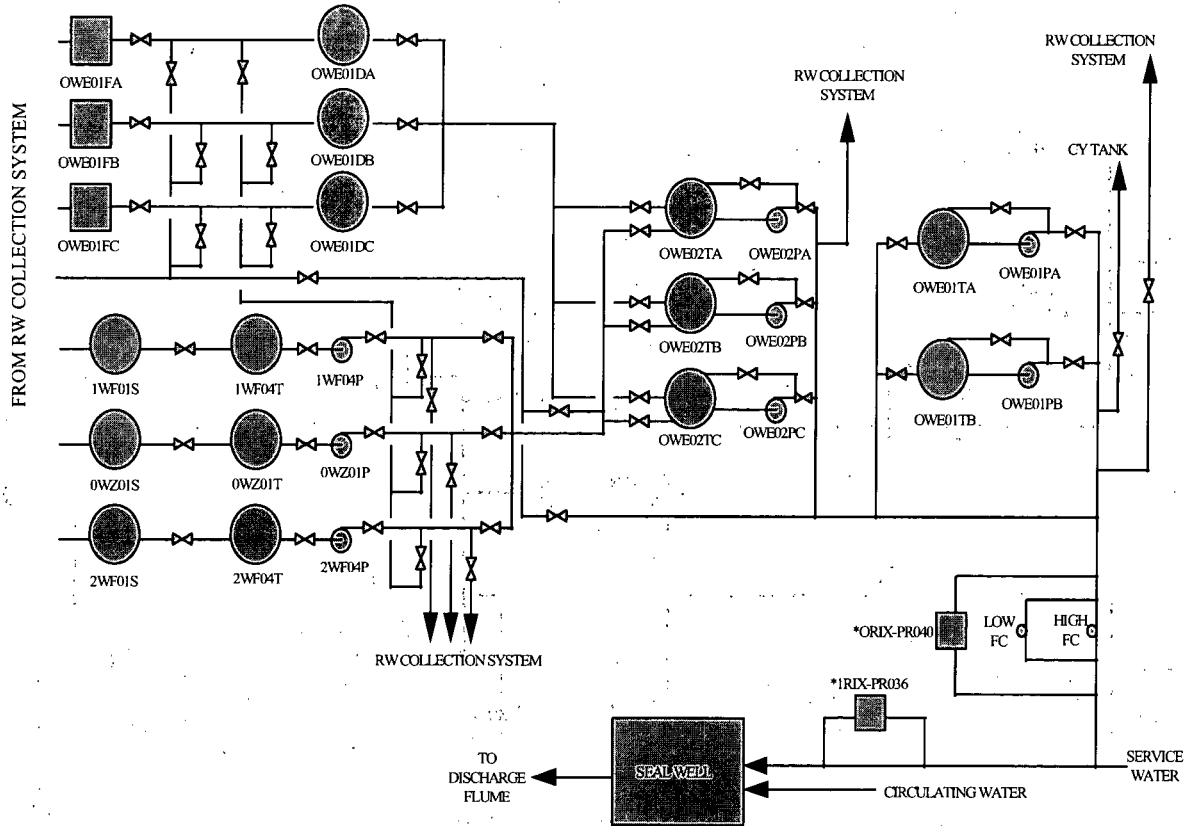 RW COLLECTION
SYSTEM
RW COLLECTION
SYSTEM
CY TANK
FROM RW COLLECTION SYSTEM
OWE01FA
OWE01DA
OWE01FB
OWE01DB
OWE01FC
OWE01DC
OWE02TA
OWE02PA
OWE01TA
OWE01PA
OWE02TB
OWE02PB
OWE01TB
OWE01PB
OWE02TC
OWE02PC
1WF01S
1WF04T
1WF04P
0WZ01S
0WZ01T
0WZ01P
2WF01S
2WF04T
2WF04P
RW COLLECTION SYSTEM
*ORIX-PR040
LOW
FC
HIGH
FC
*1RIX-PR036
TO
DISCHARGE
FLUME
SEAL WELL
SERVICE
WATER
CIRCULATING WATER